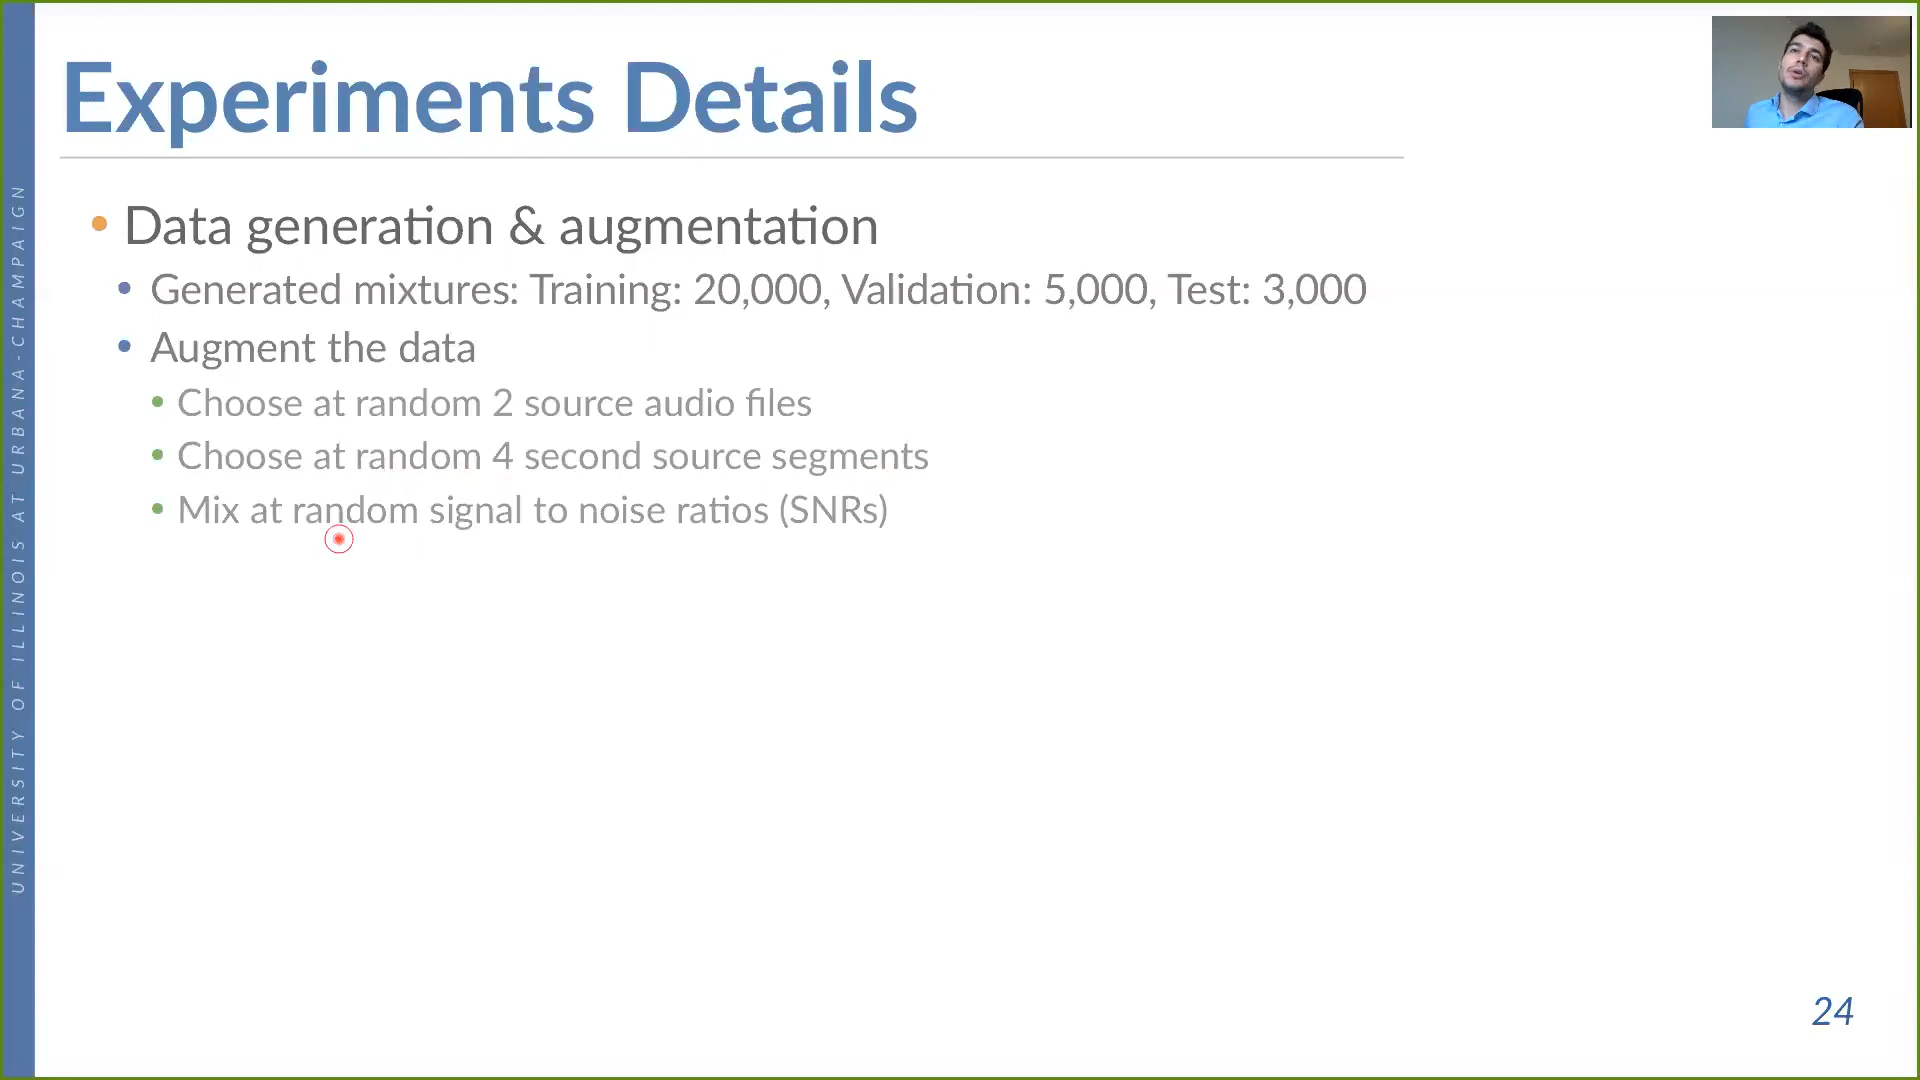 Experiments Details
UNIVERSITY OF ILLINOIS AT URBANA-CHAMPAIGN
• Data generation & augmentation
• Generated mixtures: Training: 20,000, Validation: 5,000, Test: 3,000
• Augment the data
• Choose at random 2 source audio files
• Choose at random 4 second source segments
• Mix at random signal to noise ratios (SNRs)
24